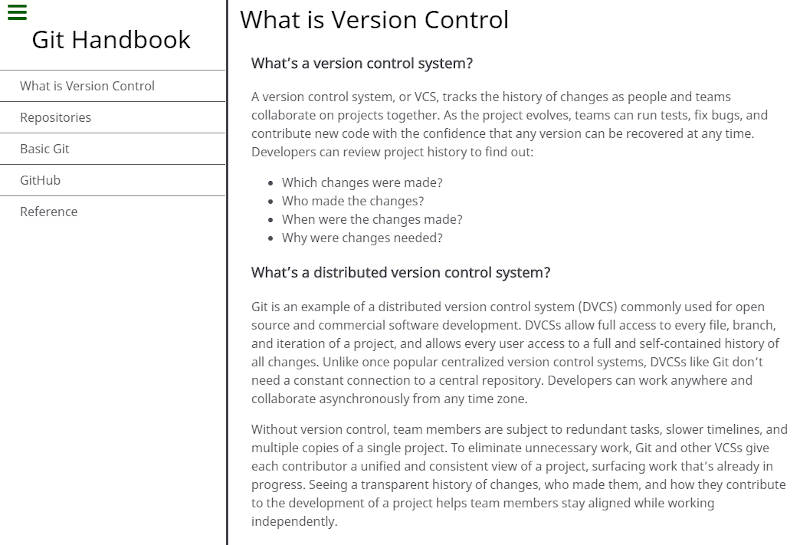 Git Handbook
What is Version Control
Repositories
Basic Git
GitHub
Reference
What is Version Control
What's a version control system?
A version control system, or VCS, tracks the history of changes as people and teams
collaborate on projects together. As the project evolves, teams can run tests, fix bugs, and
contribute new code with the confidence that any version can be recovered at any time.
Developers can review project history to find out:
• Which changes were made?
• Who made the changes?
• When were the changes made?
• Why were changes needed?
What's a distributed version control system?
Git is an example of a distributed version control system (DVCS) commonly used for open
source and commercial software development. DVCSs allow full access to every file, branch,
and iteration of a project, and allows every user access to a full and self-contained history of
all changes. Unlike once popular centralized version control systems, DVCSs like Git don't
need a constant connection to a central repository. Developers can work anywhere and
collaborate asynchronously from any time zone.
Without version control, team members are subject to redundant tasks, slower timelines, and
multiple copies of a single project. To eliminate unnecessary work, Git and other VCSs give
each contributor a unified and consistent view of a project, surfacing work that's already in
progress. Seeing a transparent history of changes, who made them, and how they contribute
to the development of a project helps team members stay aligned while working
independently.